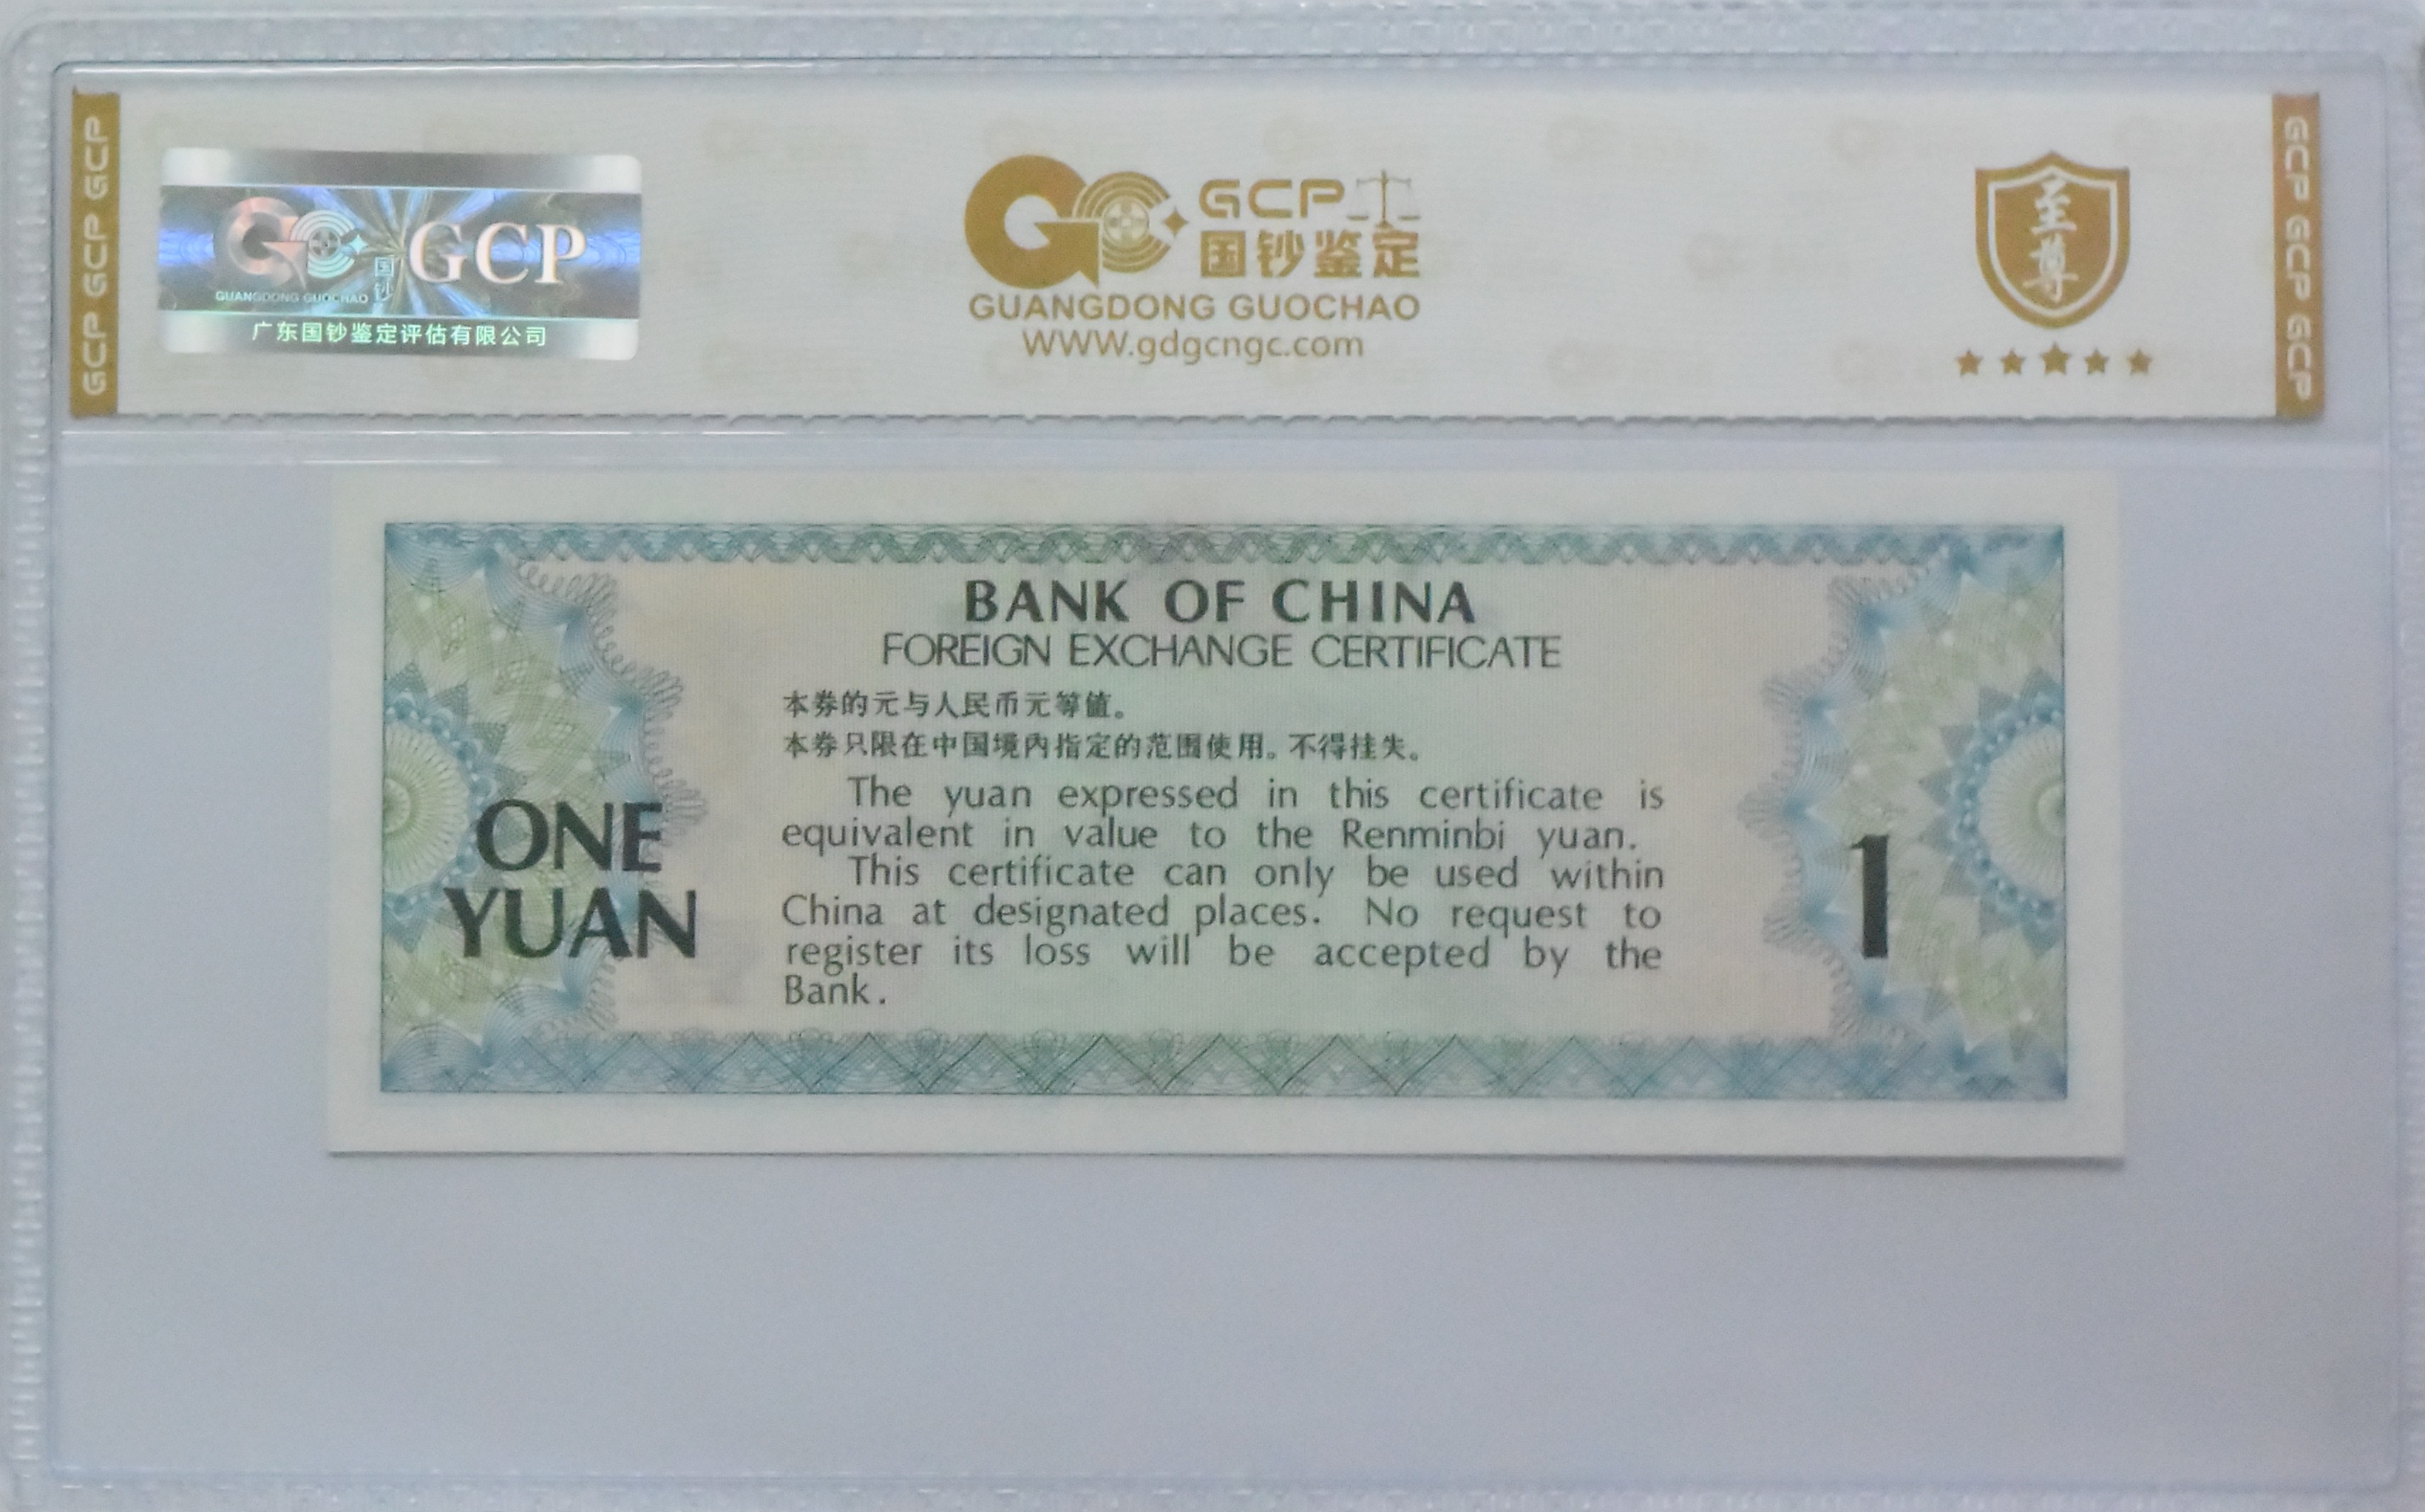 GCP GCP GCP
GCP
国钞
GUANGDONG GUOCHAO
广东国钞鉴定评估有限公司
GCP
国钞鉴定
GUANGDONG GUOCHAO
WWW.gdgcngc.com
至尊
GCP GCP GCP
BANK OF CHINA
FOREIGN EXCHANGE CERTIFICATE
本券的元与人民币元等值。
本券只限在中国境内指定的范围使用。不得挂失。
The yuan expressed in this certificate is
equivalent in value to the Renminbi yuan.
This certificate can only be used within
China at designated places. No request to
register its loss will be accepted by the
Bank.
ONE
YUAN
1